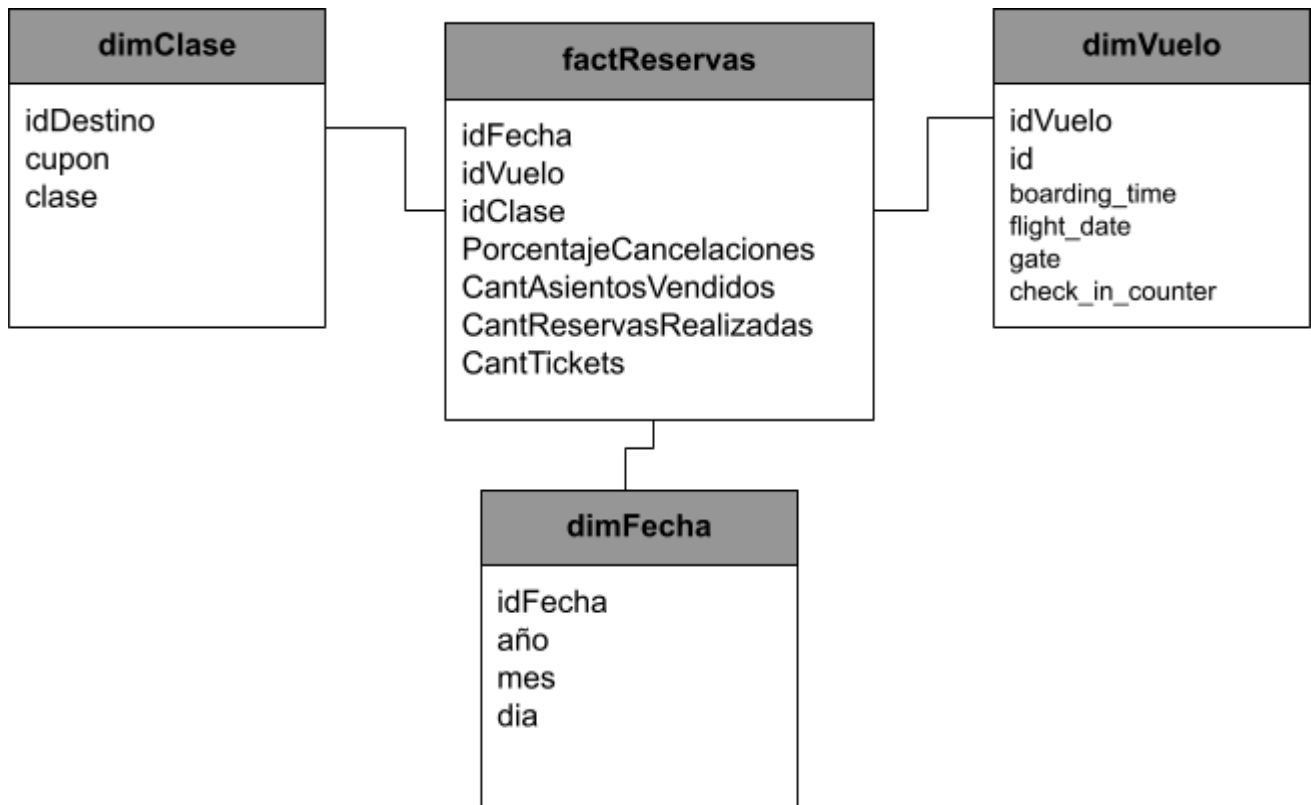 dimClase
idDestino
cupon
clase
factReservas
idFecha
idVuelo
idClase
PorcentajeCancelaciones
CantAsientosVendidos
CantReservasRealizadas
CantTickets
dimVuelo
idVuelo
id
boarding_time
flight_date
gate
check_in_counter
dimFecha
idFecha
año
mes
dia